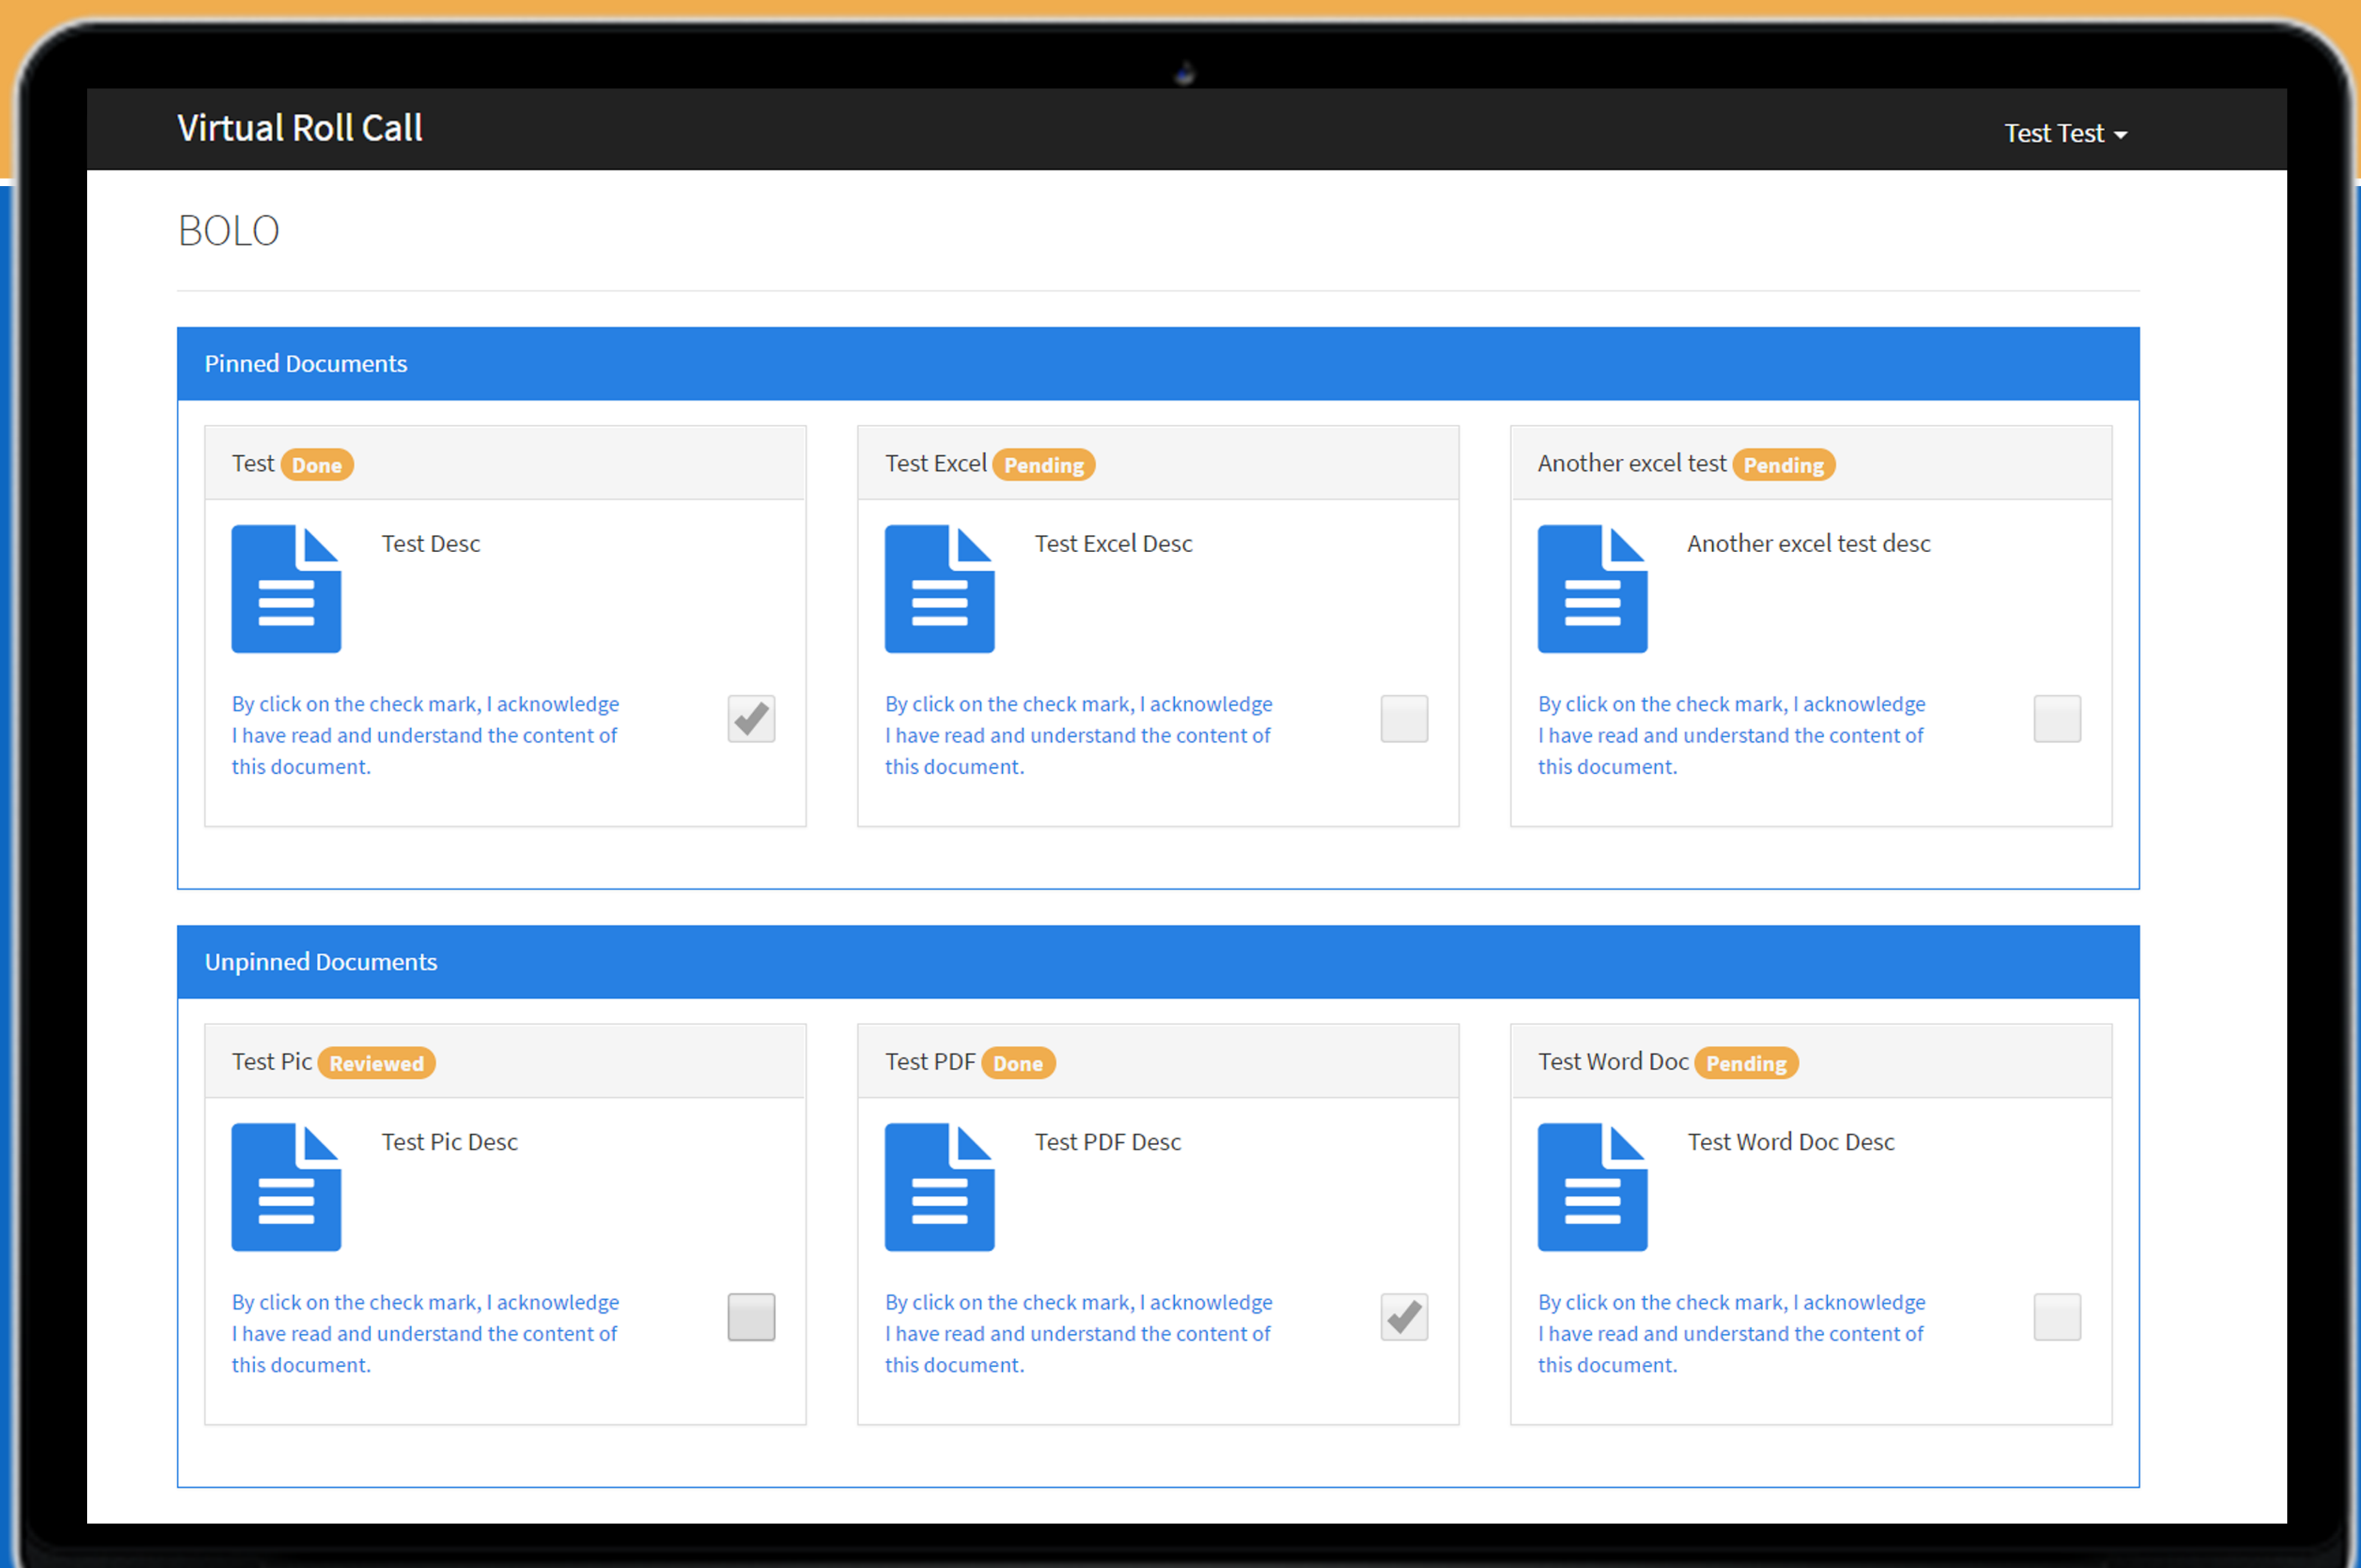 Virtual Roll Call
Test Test
BOLO
Pinned Documents
Test Done
Test Desc
By click on the check mark, I acknowledge
I have read and understand the content of
this document.
Test Excel Pending
Test Excel Desc
By click on the check mark, I acknowledge
I have read and understand the content of
this document.
Another excel test Pending
Another excel test desc
By click on the check mark, I acknowledge
I have read and understand the content of
this document.
Unpinned Documents
Test Pic Reviewed
Test Pic Desc
By click on the check mark, I acknowledge
I have read and understand the content of
this document.
Test PDF Done
Test PDF Desc
By click on the check mark, I acknowledge
I have read and understand the content of
this document.
Test Word Doc Pending
Test Word Doc Desc
By click on the check mark, I acknowledge
I have read and understand the content of
this document.